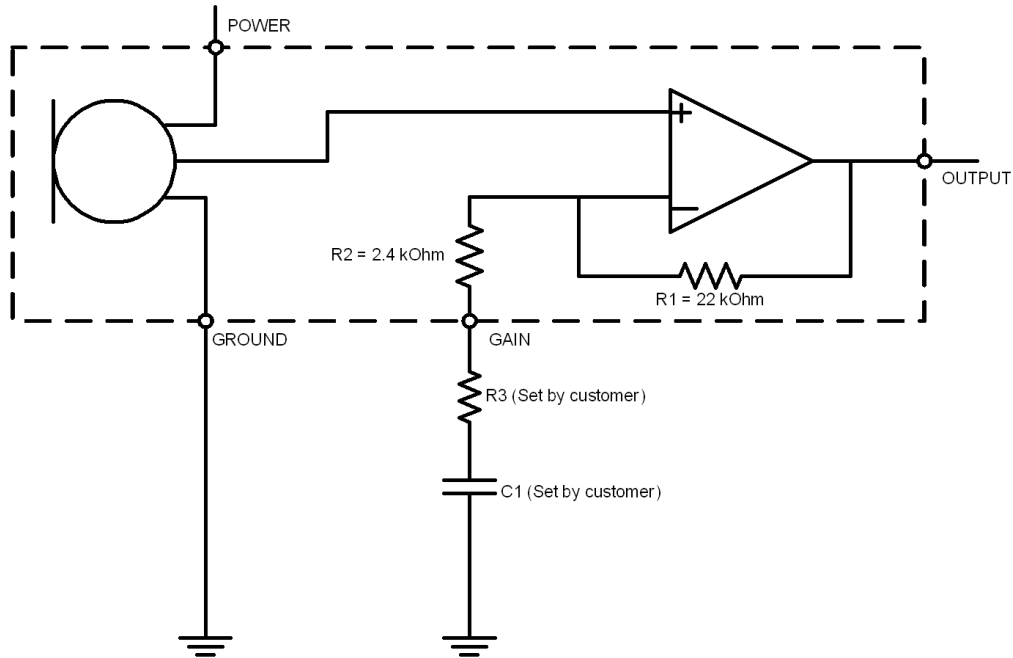 POWER
+
OUTPUT
−
R2 = 2.4 kOhm
R1 = 22 kOhm
GROUND
GAIN
R3 (Set by customer)
C1 (Set by customer)